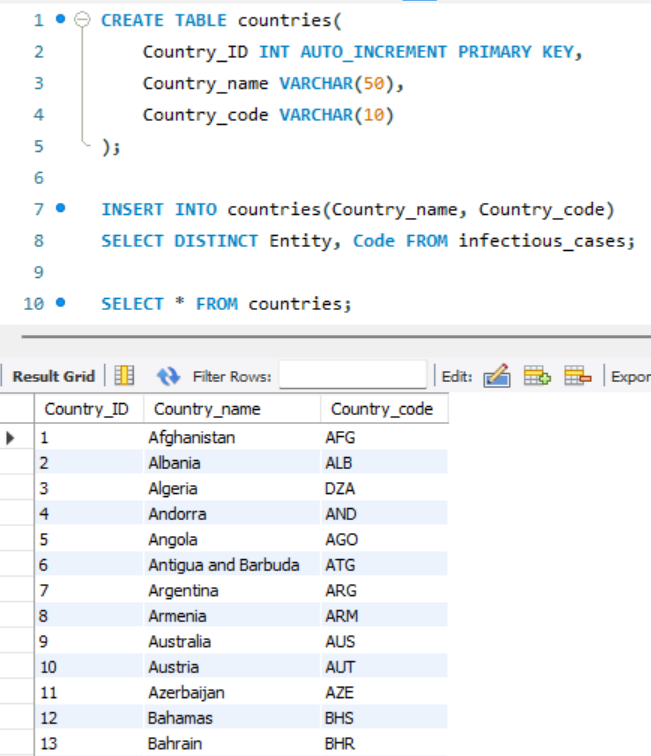 1 CREATE TABLE countries(
2 Country_ID INT AUTO_INCREMENT PRIMARY KEY,
3 Country_name VARCHAR(50),
4 Country_code VARCHAR(10)
5 );
6
7 INSERT INTO countries(Country_name, Country_code)
8 SELECT DISTINCT Entity, Code FROM infectious_cases;
9
10 SELECT * FROM countries;
Result Grid Filter Rows: Edit: Expor
Country_ID Country_name Country_code
1 Afghanistan AFG
2 Albania ALB
3 Algeria DZA
4 Andorra AND
5 Angola AGO
6 Antigua and Barbuda ATG
7 Argentina ARG
8 Armenia ARM
9 Australia AUS
10 Austria AUT
11 Azerbaijan AZE
12 Bahamas BHS
13 Bahrain BHR